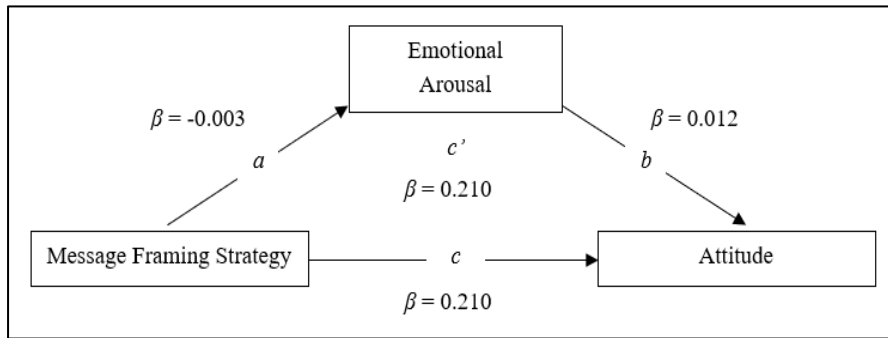 Emotional
Arousal
β = -0.003
β = 0.012
a
c’
b
β = 0.210
Message Framing Strategy
c
Attitude
β = 0.210